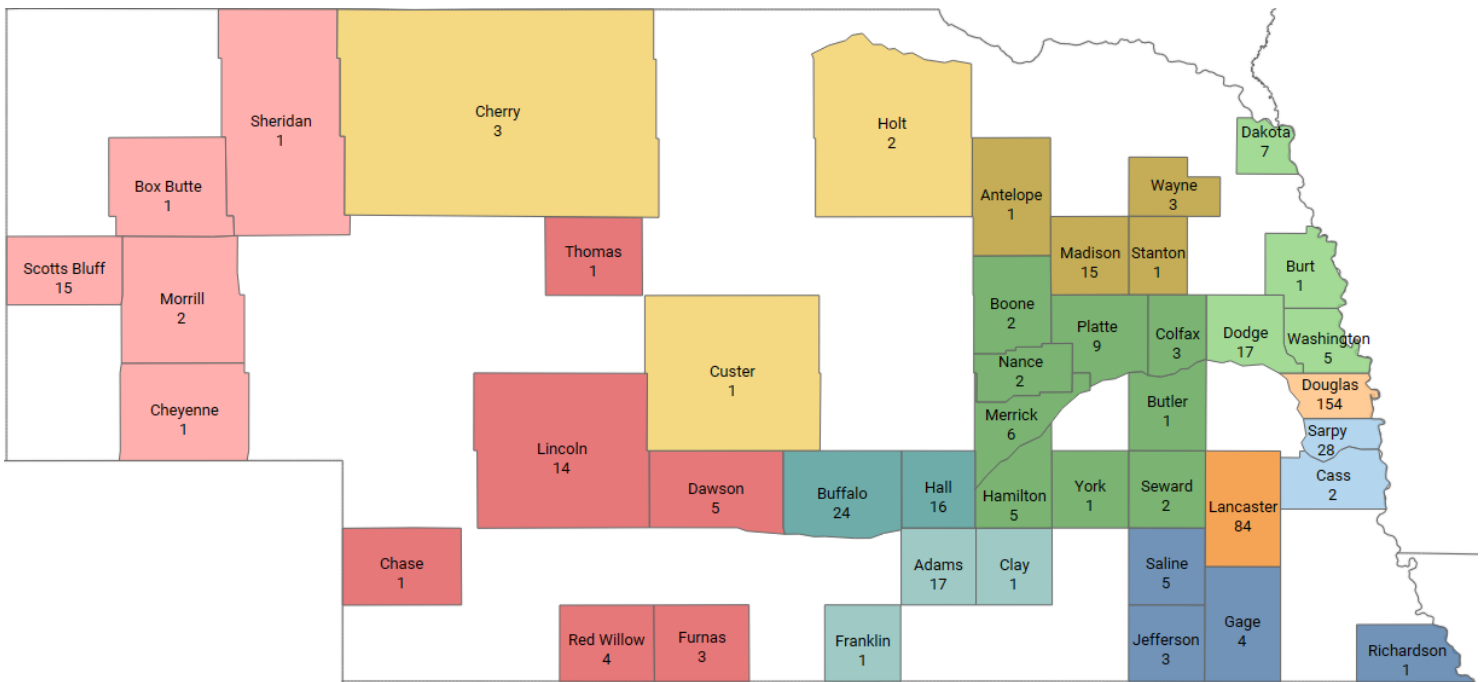 Sheridan
1
Cherry
3
Holt
2
Dakota
7
Box Butte
1
Antelope
1
Wayne
3
Scotts Bluff
15
Morrill
2
Thomas
1
Madison
15
Stanton
1
Burt
1
Boone
2
Platte
9
Colfax
3
Dodge
17
Washington
5
Nance
2
Custer
1
Douglas
154
Cheyenne
1
Merrick
6
Butler
1
Sarpy
28
Lincoln
14
Dawson
5
Buffalo
24
Hall
16
Hamilton
5
York
1
Seward
2
Lancaster
84
Cass
2
Chase
1
Adams
17
Clay
1
Saline
5
Red Willow
4
Furnas
3
Franklin
1
Jefferson
3
Gage
4
Richardson
1